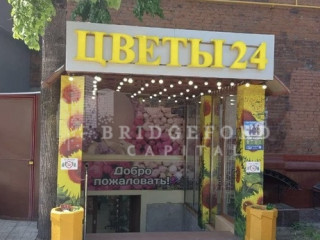 ЦВЕТЫ 24
BRIDGEFORD
CAPITAL
Добро
пожаловать!